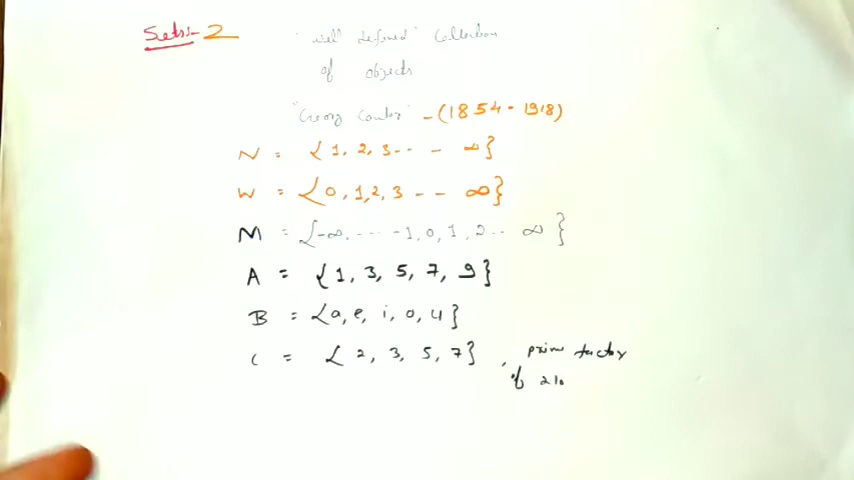 Sets:- 2
"well defined" Collection
of objects
"Georg Cantor" - (1854 - 1918)
N = {1, 2, 3 -- - ∞}
W = {0, 1, 2, 3 -- ∞}
M = {-∞, --- -1, 0, 1, 2 -- ∞}
A = {1, 3, 5, 7, 9}
B = {a, e, i, o, u}
C = {2, 3, 5, 7} , prime factor
of 210